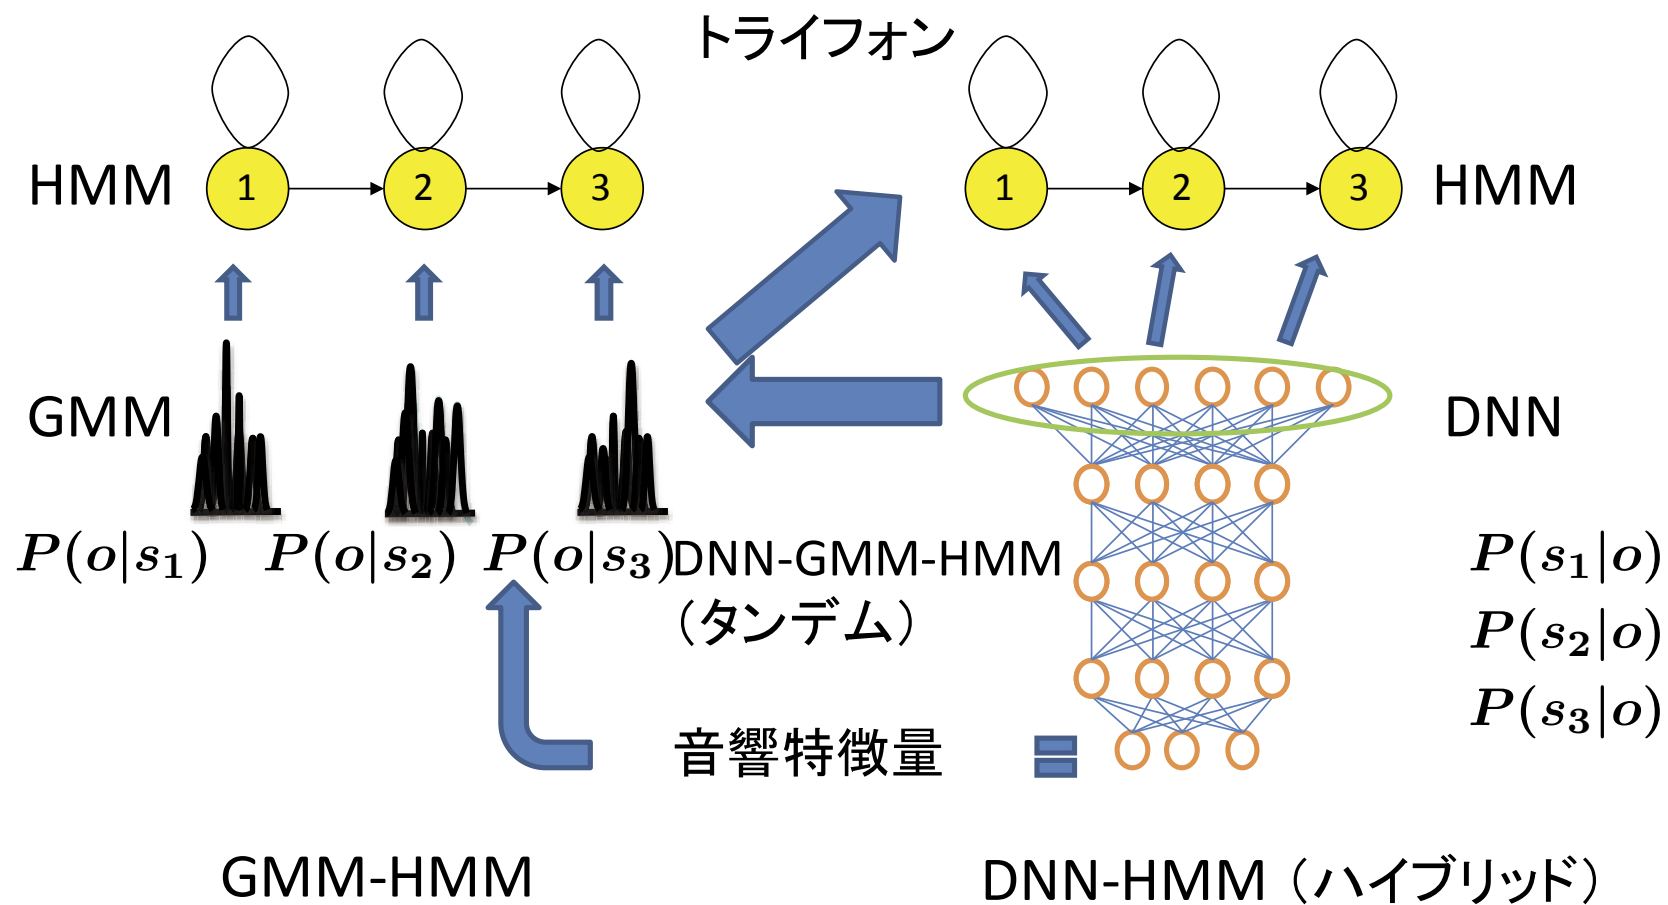 トライフォン
HMM 1 2 3 1 2 3 HMM
GMM DNN
P(o|s1) P(o|s2) P(o|s3) DNN-GMM-HMM
（タンデム）
P(s1|o)
P(s2|o)
P(s3|o)
音響特徴量
GMM-HMM DNN-HMM（ハイブリッド）